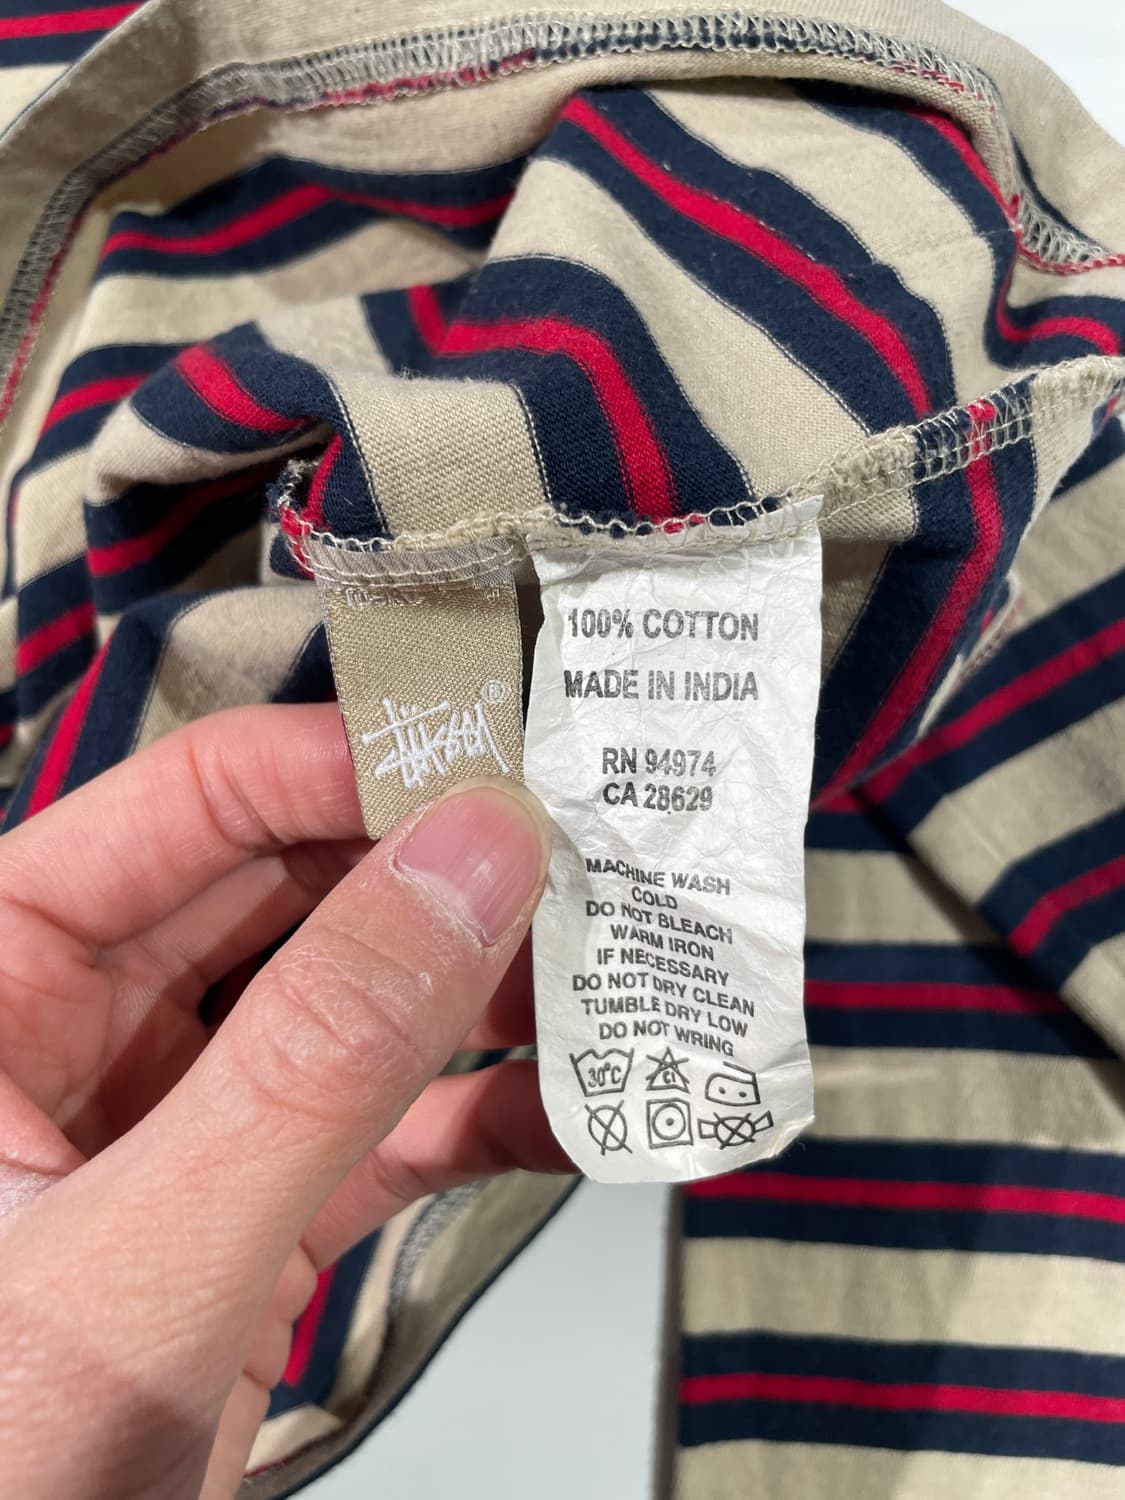 Stüssy®
100% COTTON
MADE IN INDIA
RN 94974
CA 28629
MACHINE WASH
COLD
DO NOT BLEACH
WARM IRON
IF NECESSARY
DO NOT DRY CLEAN
TUMBLE DRY LOW
DO NOT WRING
30°C
Cl